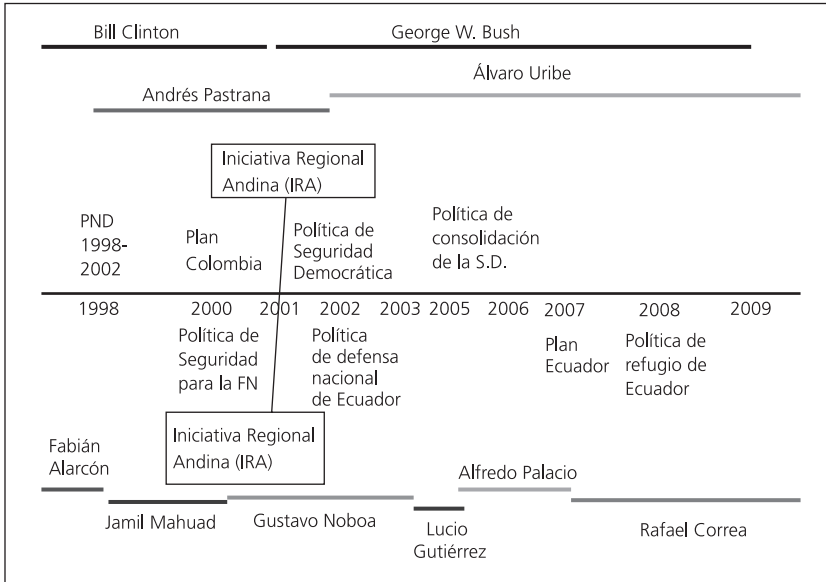 Bill Clinton
George W. Bush
Álvaro Uribe
Andrés Pastrana
Iniciativa Regional
Andina (IRA)
PND
1998-
2002
Plan
Colombia
Política de
Seguridad
Democrática
Política de
consolidación
de la S.D.
1998 2000 2001 2002 2003 2005 2006 2007 2008 2009
Política de
Seguridad
para la FN
Política
de defensa
nacional
de Ecuador
Plan
Ecuador
Política de
refugio de
Ecuador
Iniciativa Regional
Andina (IRA)
Fabián
Alarcón
Jamil Mahuad
Gustavo Noboa
Lucio
Gutiérrez
Alfredo Palacio
Rafael Correa